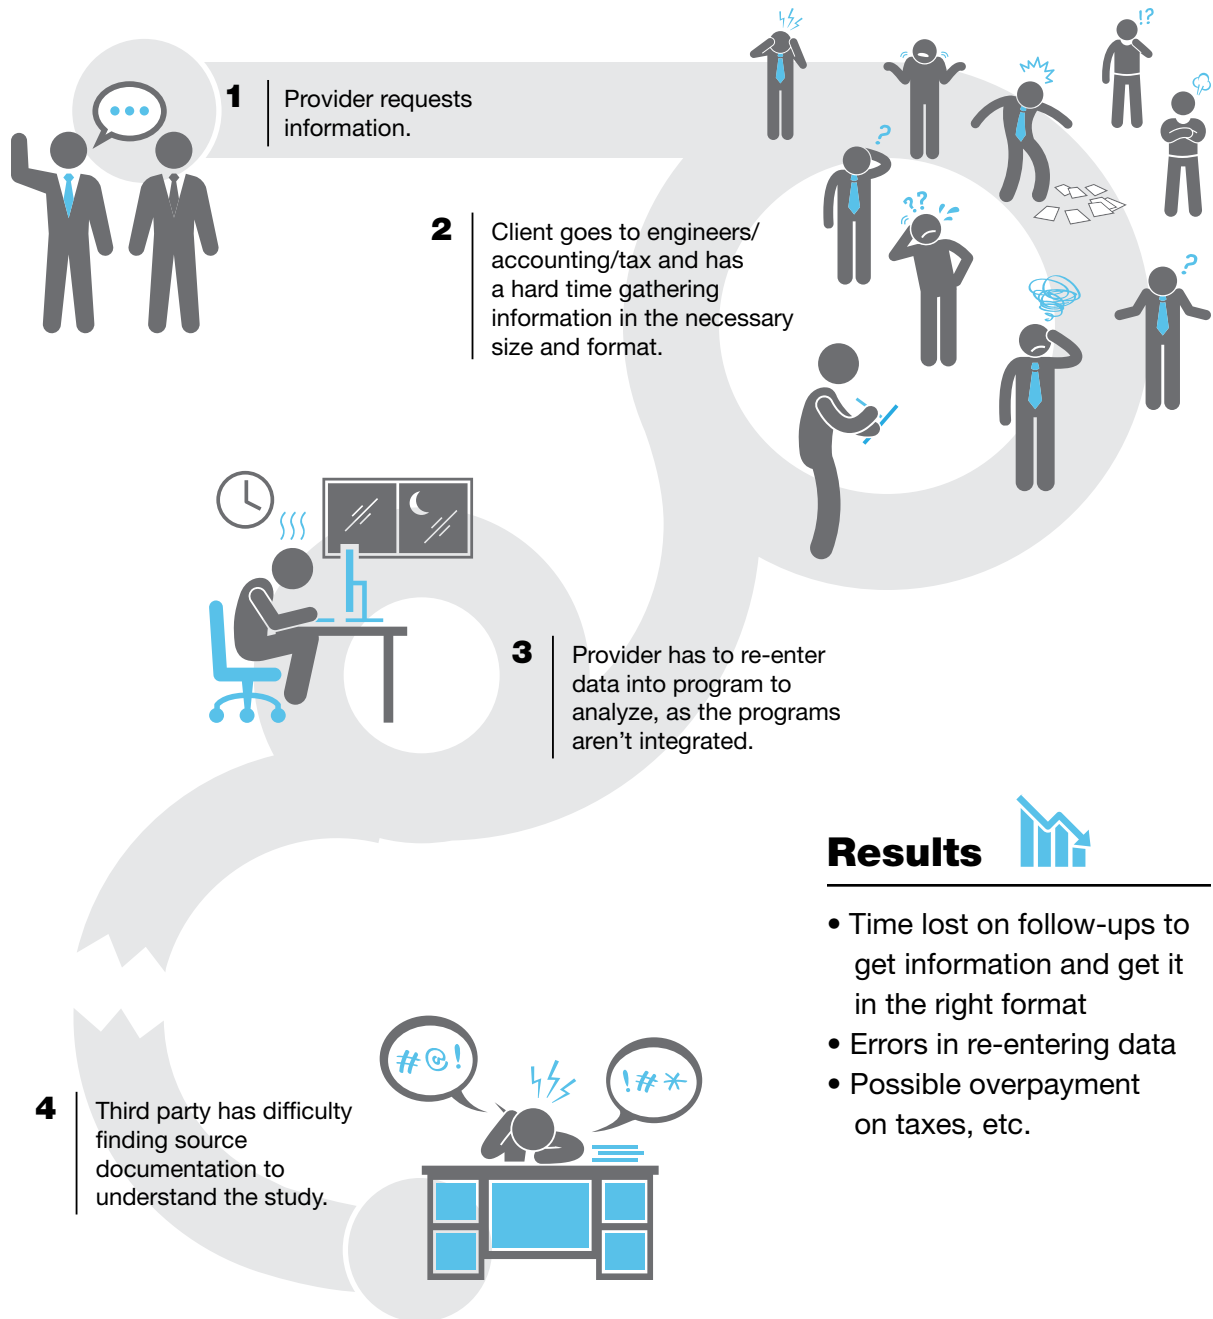 1
Provider requests
information.
2
Client goes to engineers/
accounting/tax and has
a hard time gathering
information in the necessary
size and format.
3
Provider has to re-enter
data into program to
analyze, as the programs
aren’t integrated.
4
Third party has difficulty
finding source
documentation to
understand the study.
Results
• Time lost on follow-ups to
get information and get it
in the right format
• Errors in re-entering data
• Possible overpayment
on taxes, etc.
!?
?
??
?
#@!
!#*